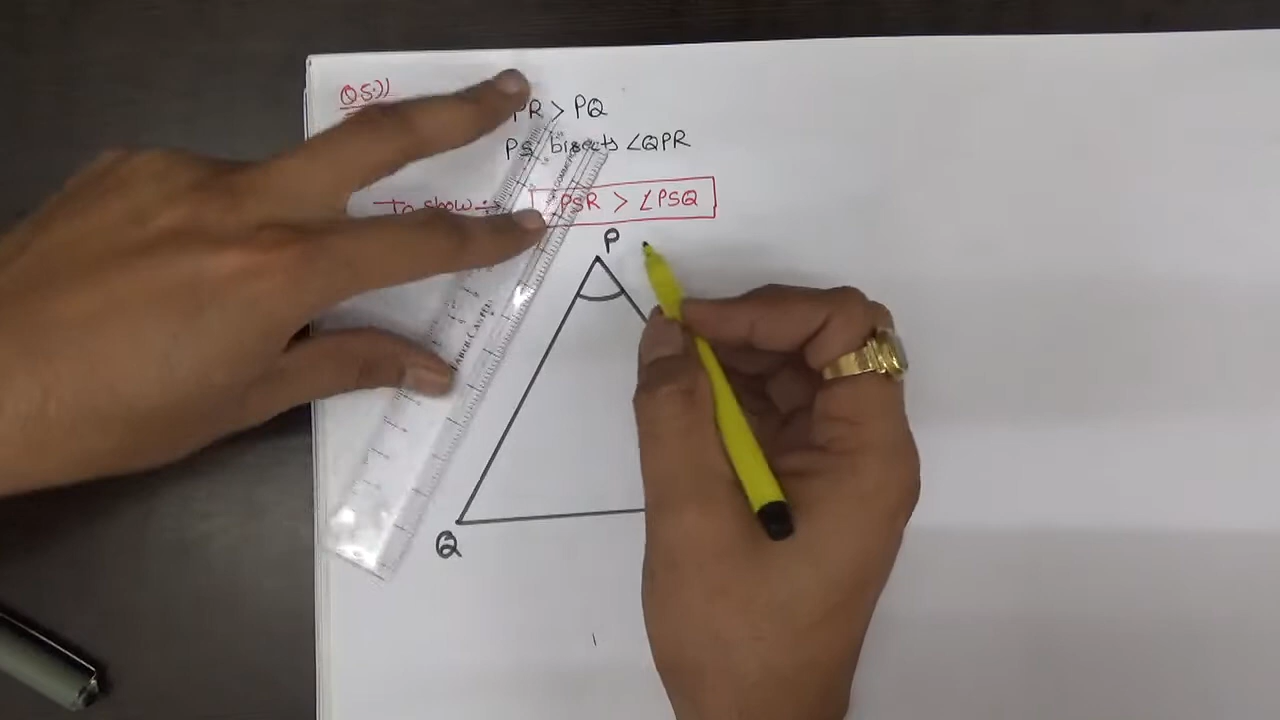 Q5:))
PR > PQ
PS bisects ∠QPR
To show :-
PSR > ∠PSQ
P
Q